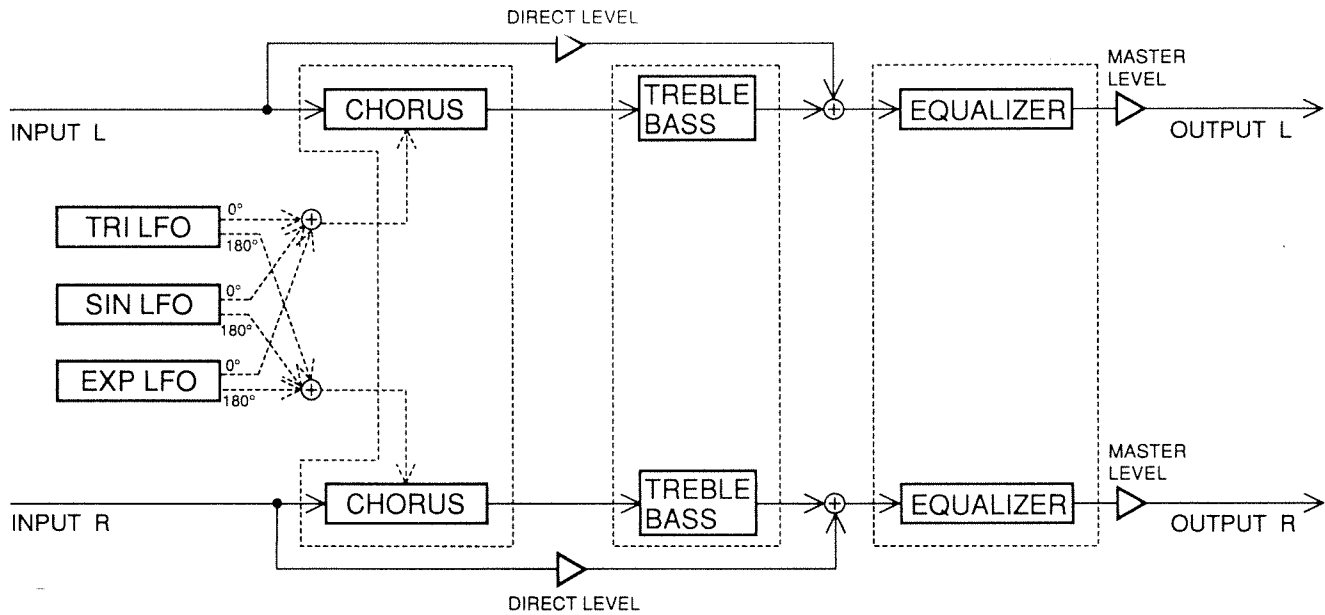 DIRECT LEVEL
MASTER
LEVEL
CHORUS
TREBLE
BASS
EQUALIZER
INPUT L
OUTPUT L
TRI LFO
0°
180°
SIN LFO
0°
180°
EXP LFO
0°
180°
MASTER
LEVEL
CHORUS
TREBLE
BASS
EQUALIZER
INPUT R
OUTPUT R
DIRECT LEVEL